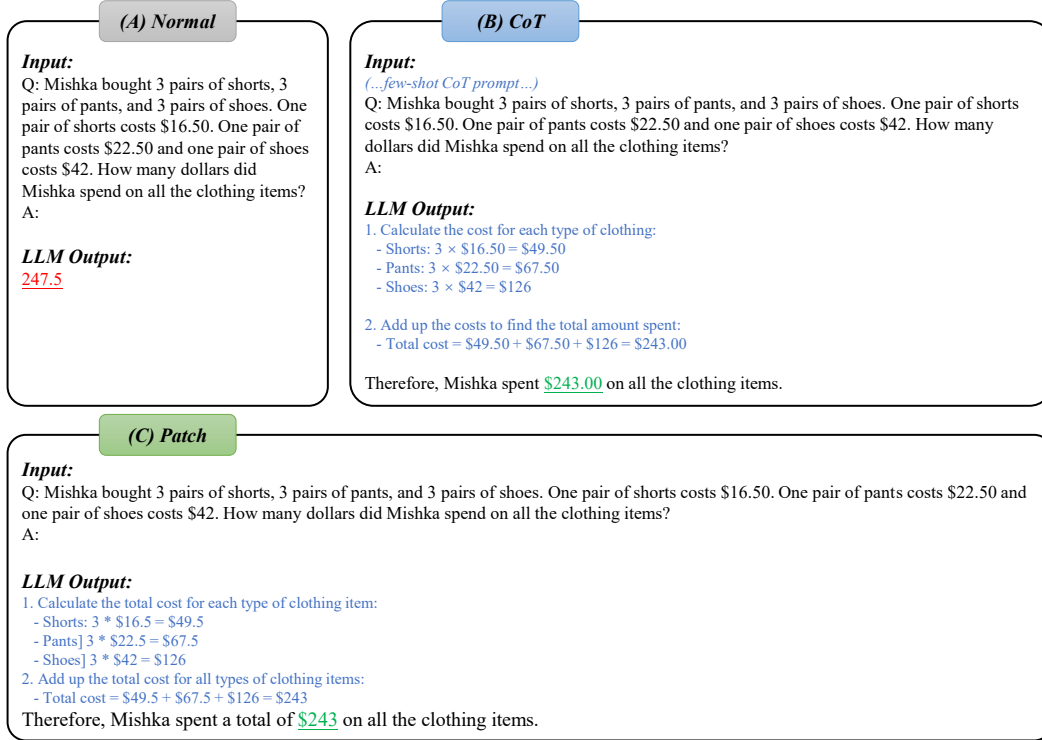 (A) Normal
Input:
Q: Mishka bought 3 pairs of shorts, 3
pairs of pants, and 3 pairs of shoes. One
pair of shorts costs $16.50. One pair of
pants costs $22.50 and one pair of shoes
costs $42. How many dollars did
Mishka spend on all the clothing items?
A:
LLM Output:
247.5
(B) CoT
Input:
(...few-shot CoT prompt...)
Q: Mishka bought 3 pairs of shorts, 3 pairs of pants, and 3 pairs of shoes. One pair of shorts
costs $16.50. One pair of pants costs $22.50 and one pair of shoes costs $42. How many
dollars did Mishka spend on all the clothing items?
A:
LLM Output:
1. Calculate the cost for each type of clothing:
- Shorts: 3 × $16.50 = $49.50
- Pants: 3 × $22.50 = $67.50
- Shoes: 3 × $42 = $126
2. Add up the costs to find the total amount spent:
- Total cost = $49.50 + $67.50 + $126 = $243.00
Therefore, Mishka spent $243.00 on all the clothing items.
(C) Patch
Input:
Q: Mishka bought 3 pairs of shorts, 3 pairs of pants, and 3 pairs of shoes. One pair of shorts costs $16.50. One pair of pants costs $22.50 and
one pair of shoes costs $42. How many dollars did Mishka spend on all the clothing items?
A:
LLM Output:
1. Calculate the total cost for each type of clothing item:
- Shorts: 3 * $16.5 = $49.5
- Pants] 3 * $22.5 = $67.5
- Shoes] 3 * $42 = $126
2. Add up the total cost for all types of clothing items:
- Total cost = $49.5 + $67.5 + $126 = $243
Therefore, Mishka spent a total of $243 on all the clothing items.